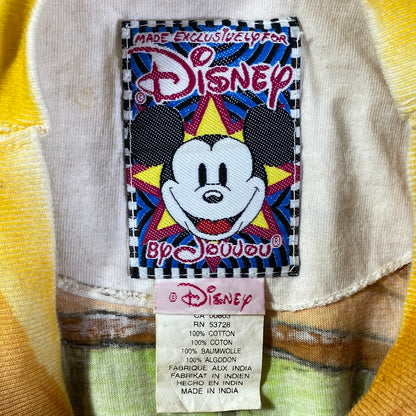 MADE EXCLUSIVELY FOR
© DISNEY
BY JOUJOU®
© DISNEY
CA 00803
RN 53728
100% COTTON
100% COTON
100% BAUMWOLLE
100% ALGODON
FABRIQUE AUX INDIA
FABRIKAT IN INDIEN
HECHO EN INDIN
MADE IN INDIA